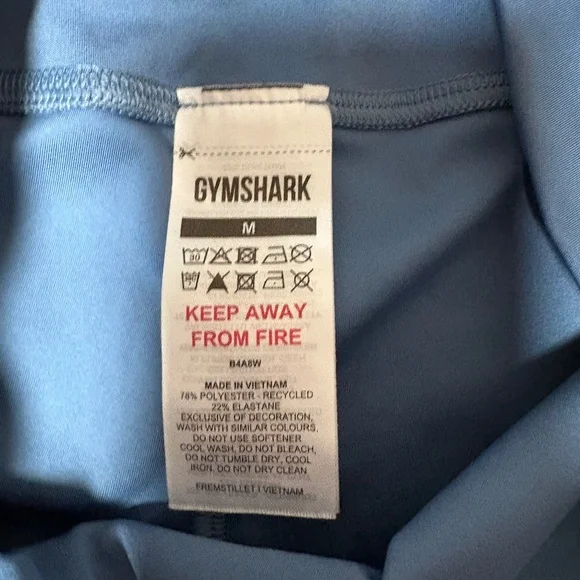 GYMSHARK
M
30
KEEP AWAY
FROM FIRE
B4A8W
MADE IN VIETNAM
78% POLYESTER - RECYCLED
22% ELASTANE
EXCLUSIVE OF DECORATION,
WASH WITH SIMILAR COLOURS,
DO NOT USE SOFTENER
COOL WASH, DO NOT BLEACH,
DO NOT TUMBLE DRY, COOL
IRON, DO NOT DRY CLEAN
FREMSTILLET I VIETNAM